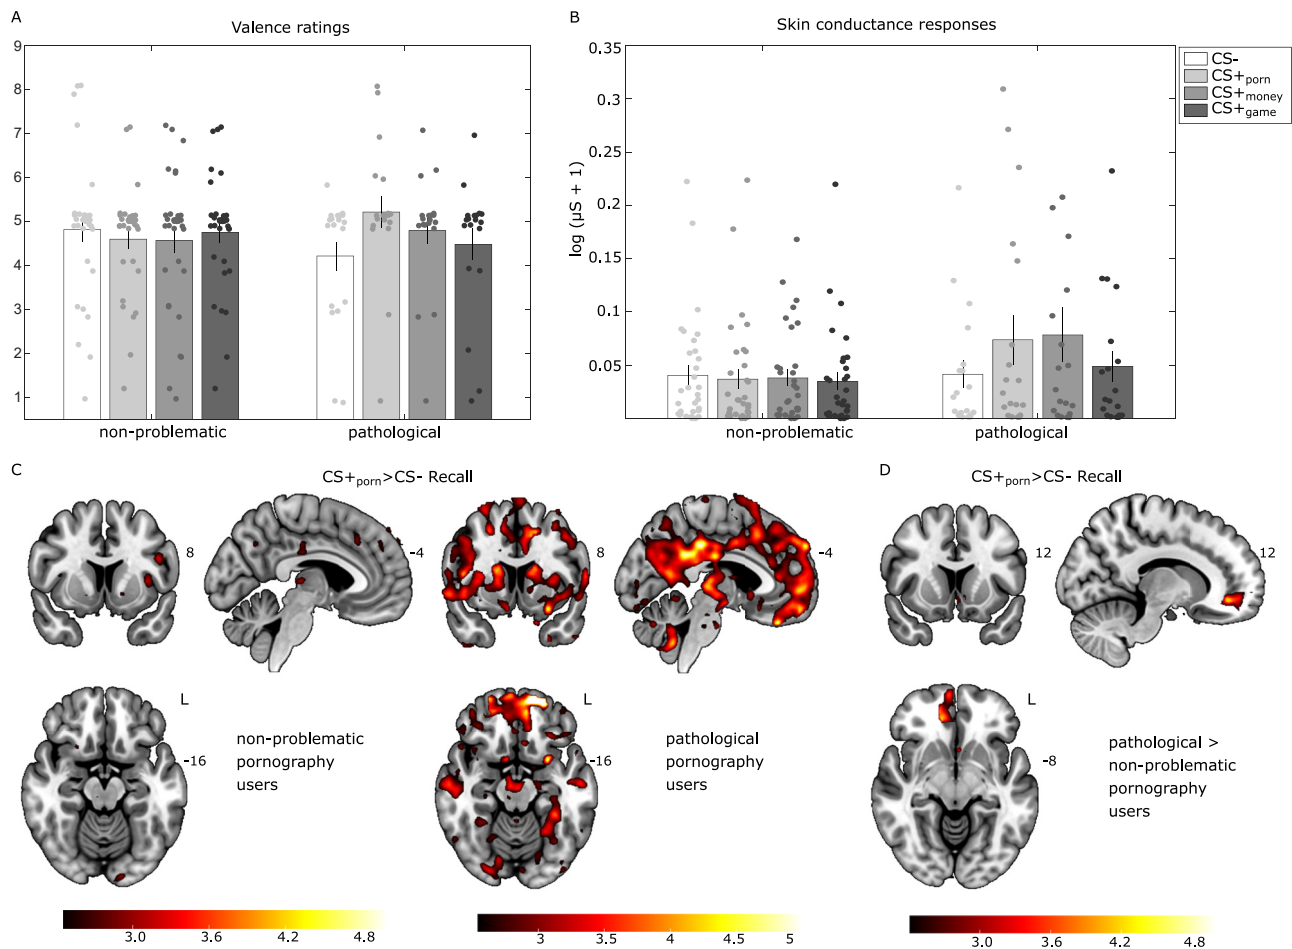 A
Valence ratings
9
8
7
6
5
4
3
2
1
non-problematic
pathological
B
Skin conductance responses
log (µS + 1)
0.35
0.3
0.25
0.2
0.15
0.1
0.05
non-problematic
pathological
CS-
CS+porn
CS+money
CS+game
C
CS+porn>CS- Recall
8
-4
8
-4
L
-16
non-problematic
pornography
users
L
-16
pathological
pornography
users
3.0 3.6 4.2 4.8
3 3.5 4 4.5 5
D
CS+porn>CS- Recall
12
12
L
-8
pathological >
non-problematic
pornography
users
3.0 3.6 4.2 4.8